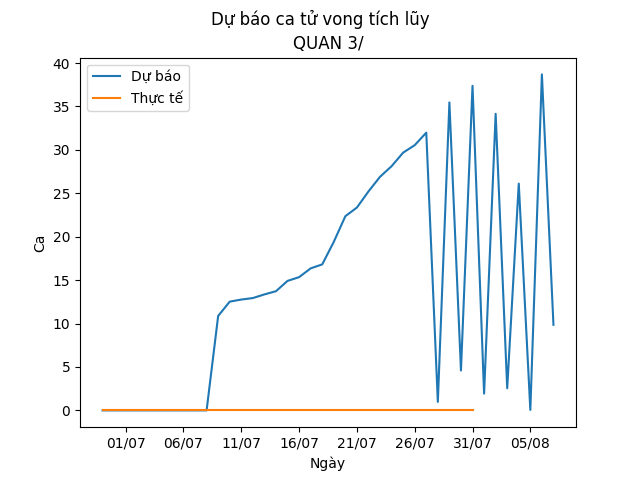 Dự báo ca tử vong tích lũy
QUAN 3/
Dự báo
Thực tế
Ca
40
35
30
25
20
15
10
5
0
01/07 06/07 11/07 16/07 21/07 26/07 31/07 05/08
Ngày